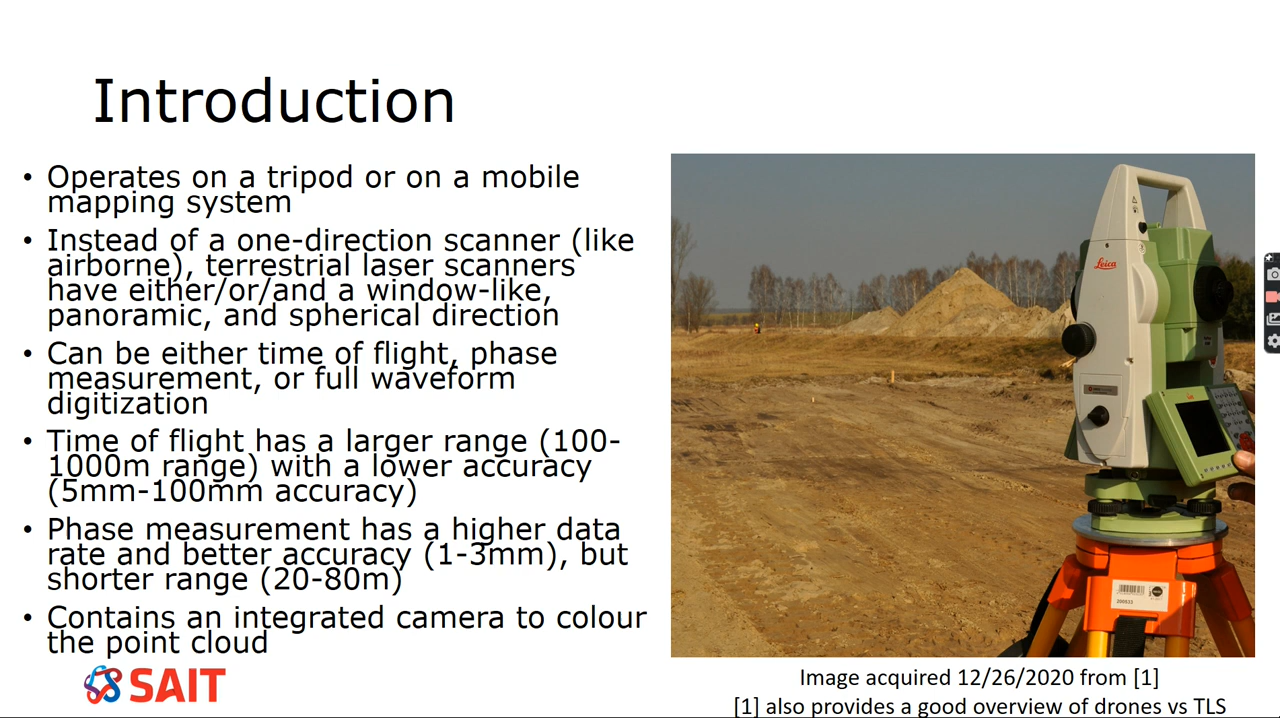 Introduction
• Operates on a tripod or on a mobile
mapping system
• Instead of a one-direction scanner (like
airborne), terrestrial laser scanners
have either/or/and a window-like,
panoramic, and spherical direction
• Can be either time of flight, phase
measurement, or full waveform
digitization
• Time of flight has a larger range (100-
1000m range) with a lower accuracy
(5mm-100mm accuracy)
• Phase measurement has a higher data
rate and better accuracy (1-3mm), but
shorter range (20-80m)
• Contains an integrated camera to colour
the point cloud
SAIT
Leica
Image acquired 12/26/2020 from [1]
[1] also provides a good overview of drones vs TLS